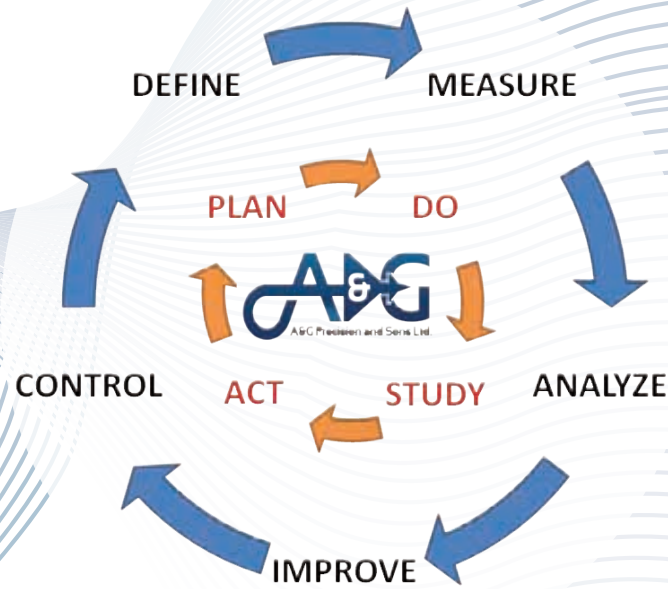 DEFINE MEASURE
PLAN DO
A&G
A&G Precision and Sons Ltd.
CONTROL ACT STUDY ANALYZE
IMPROVE